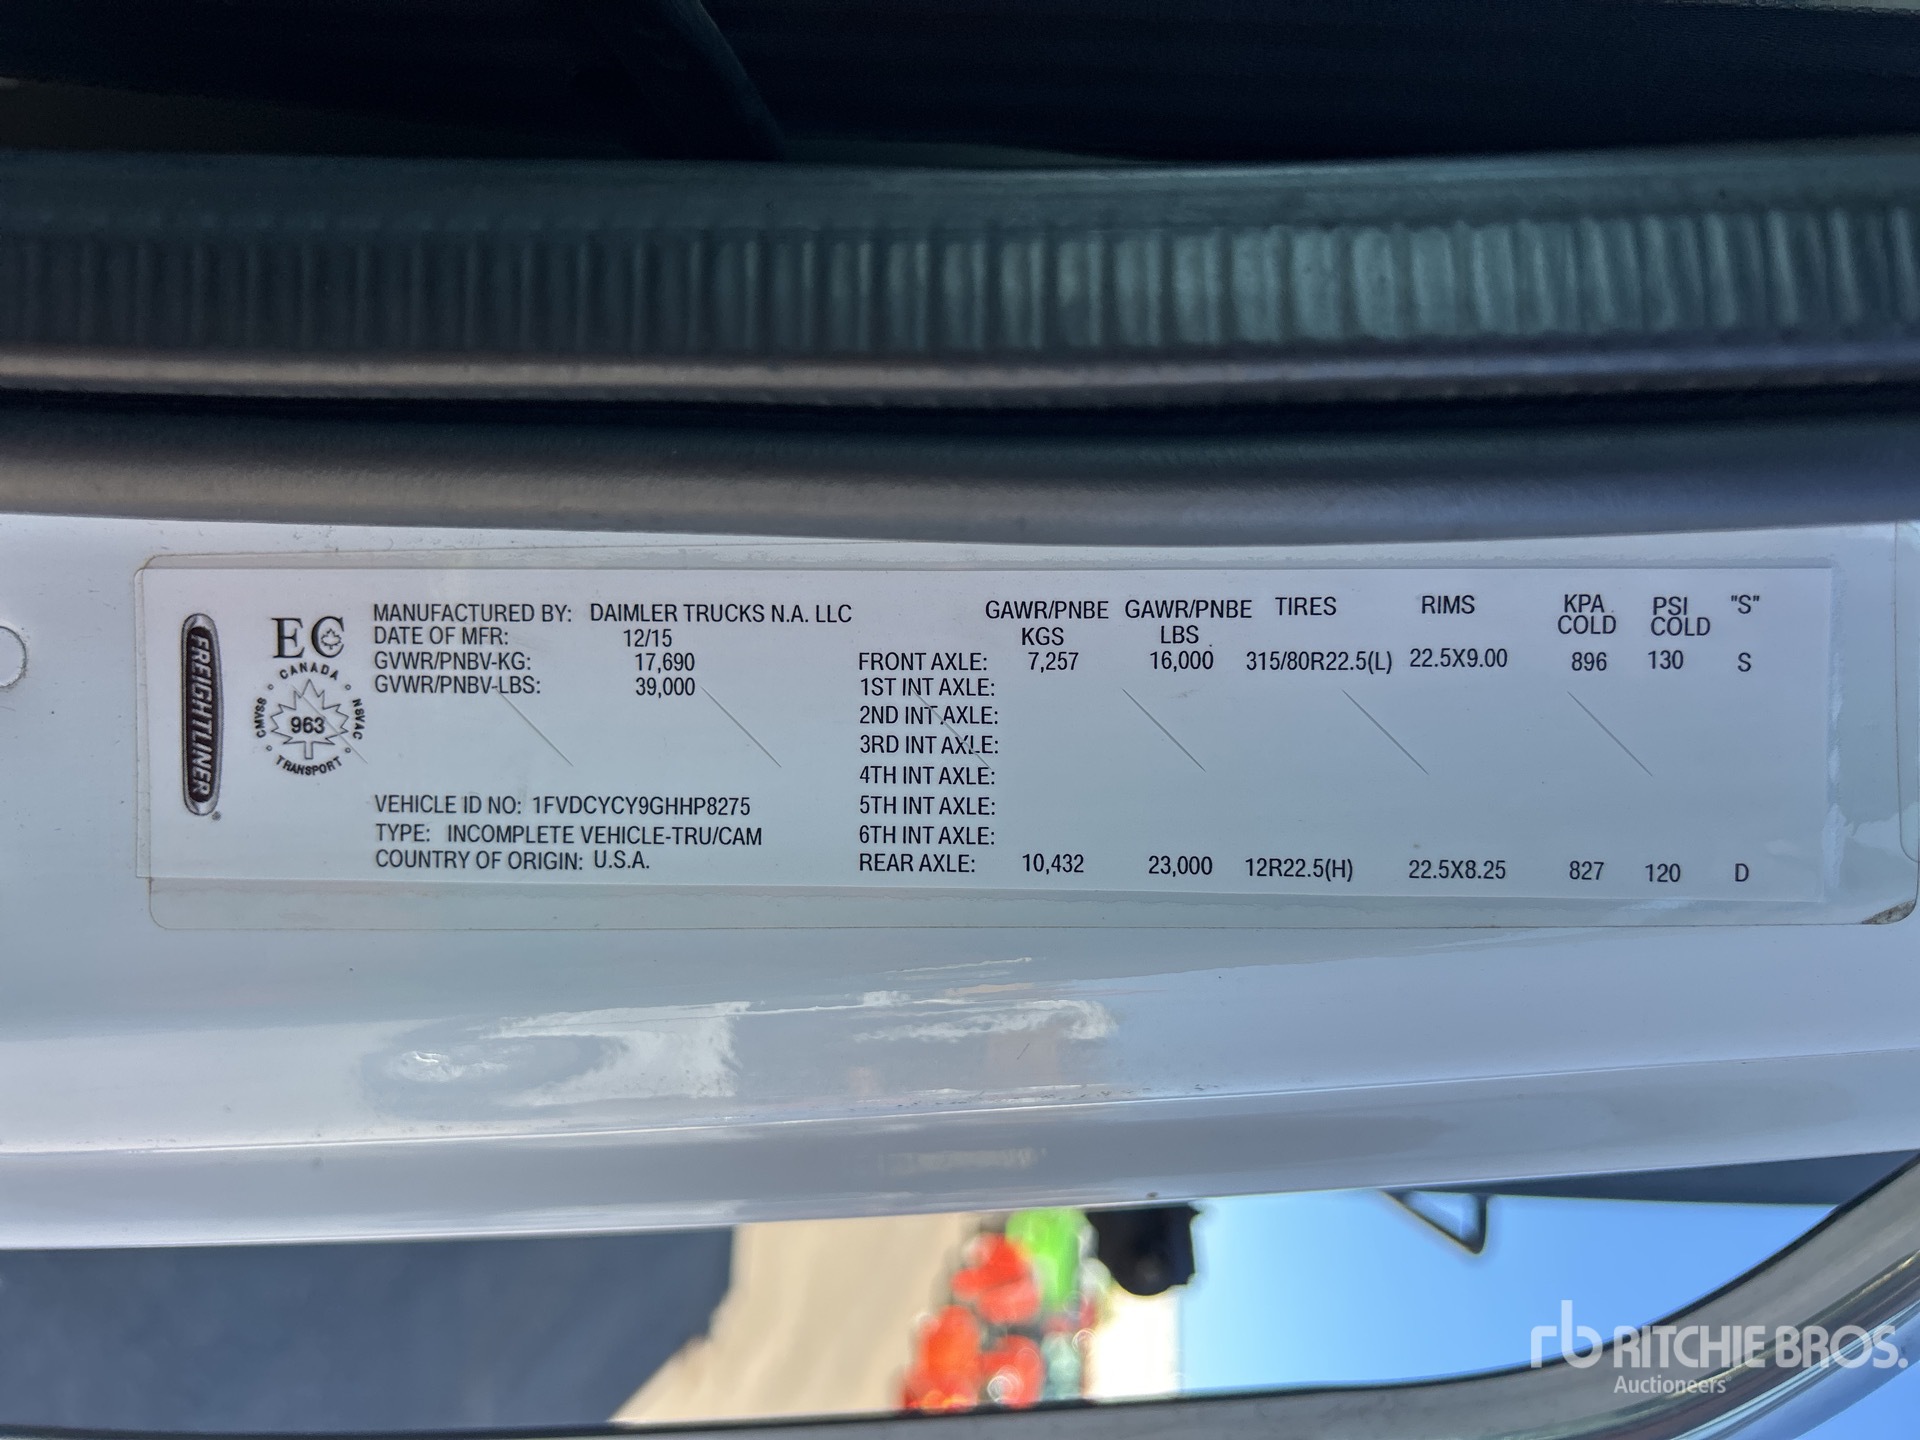 FREIGHTLINER
EC
CANADA
CMVSS
963
NSVAC
TRANSPORT
MANUFACTURED BY: DAIMLER TRUCKS N.A. LLC
DATE OF MFR: 12/15
GVWR/PNBV-KG: 17,690
GVWR/PNBV-LBS: 39,000
VEHICLE ID NO: 1FVDCYCY9GHHP8275
TYPE: INCOMPLETE VEHICLE-TRU/CAM
COUNTRY OF ORIGIN: U.S.A.
GAWR/PNBE GAWR/PNBE TIRES RIMS KPA PSI "S"
KGS LBS COLD COLD
FRONT AXLE: 7,257 16,000 315/80R22.5(L) 22.5X9.00 896 130 S
1ST INT AXLE:
2ND INT AXLE:
3RD INT AXLE:
4TH INT AXLE:
5TH INT AXLE:
6TH INT AXLE:
REAR AXLE: 10,432 23,000 12R22.5(H) 22.5X8.25 827 120 D
rb RITCHIE BROS.
Auctioneers